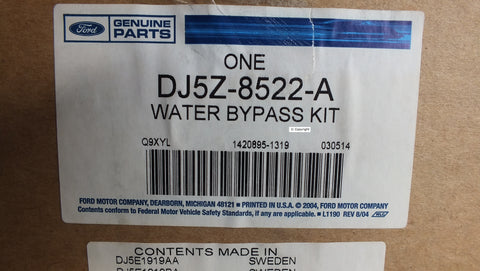 Ford GENUINE
PARTS
ONE
DJ5Z-8522-A
WATER BYPASS KIT
Q9XYL 1420895-1319 030514
FORD MOTOR COMPANY, DEARBORN, MICHIGAN 48121 ■ PRINTED IN U.S.A. © 2004, FORD MOTOR COMPANY
Contents conform to Federal Motor Vehicle Safety Standards, if any are applicable. ■ L1190 REV 8/04
CONTENTS MADE IN
DJ5E1919AA SWEDEN
SWEDEN